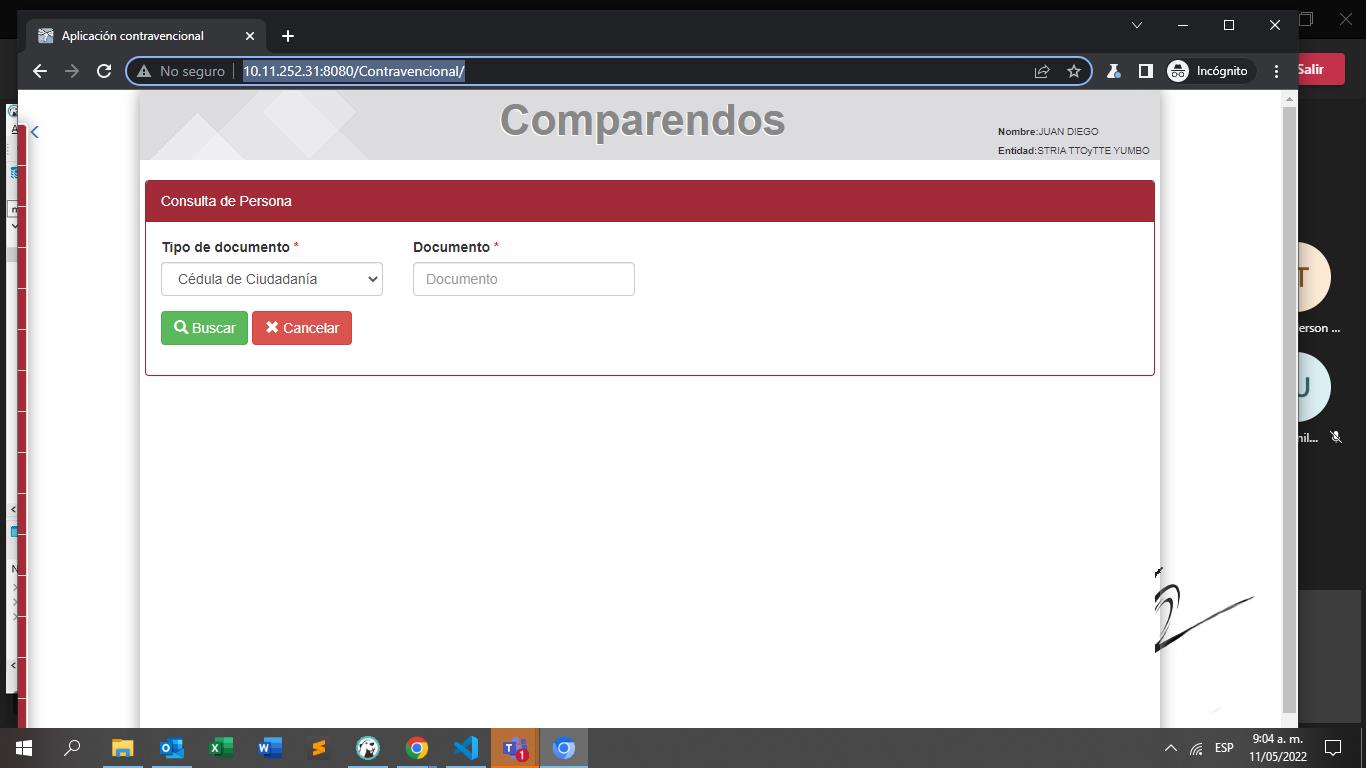 Aplicación contravencional
No seguro
10.11.252.31:8080/Contravencional/
Incógnito
Salir
Comparendos
Nombre:JUAN DIEGO
Entidad:STRIA TTOyTTE YUMBO
Consulta de Persona
Tipo de documento *
Documento *
Cédula de Ciudadanía
Documento
Buscar
Cancelar
T
erson ...
U
nil...
1
ESP
9:04 a. m.
11/05/2022